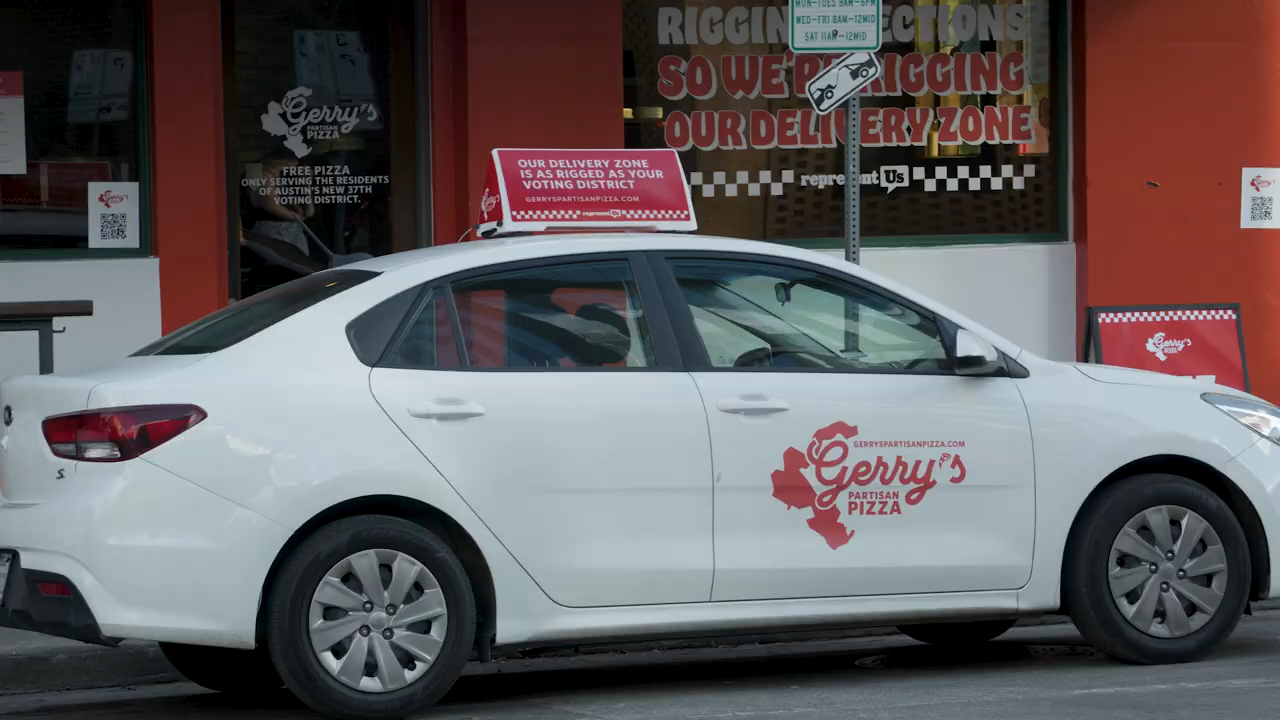 MON-TUES 8AM-6PM
WED-FRI 8AM-12MID
SAT 11AM-12MID
SO WE'RE RIGGING
OUR DELIVERY ZONE
represent Us
Gerry's
PARTISAN
PIZZA
FREE PIZZA
ONLY SERVING THE RESIDENTS
OF AUSTIN'S NEW 37TH
VOTING DISTRICT.
OUR DELIVERY ZONE
IS AS RIGGED AS YOUR
VOTING DISTRICT
GERRYSPARTISANPIZZA.COM
represent Us
Gerry's
GERRYSPARTISANPIZZA.COM
Gerry's
PARTISAN
PIZZA
S